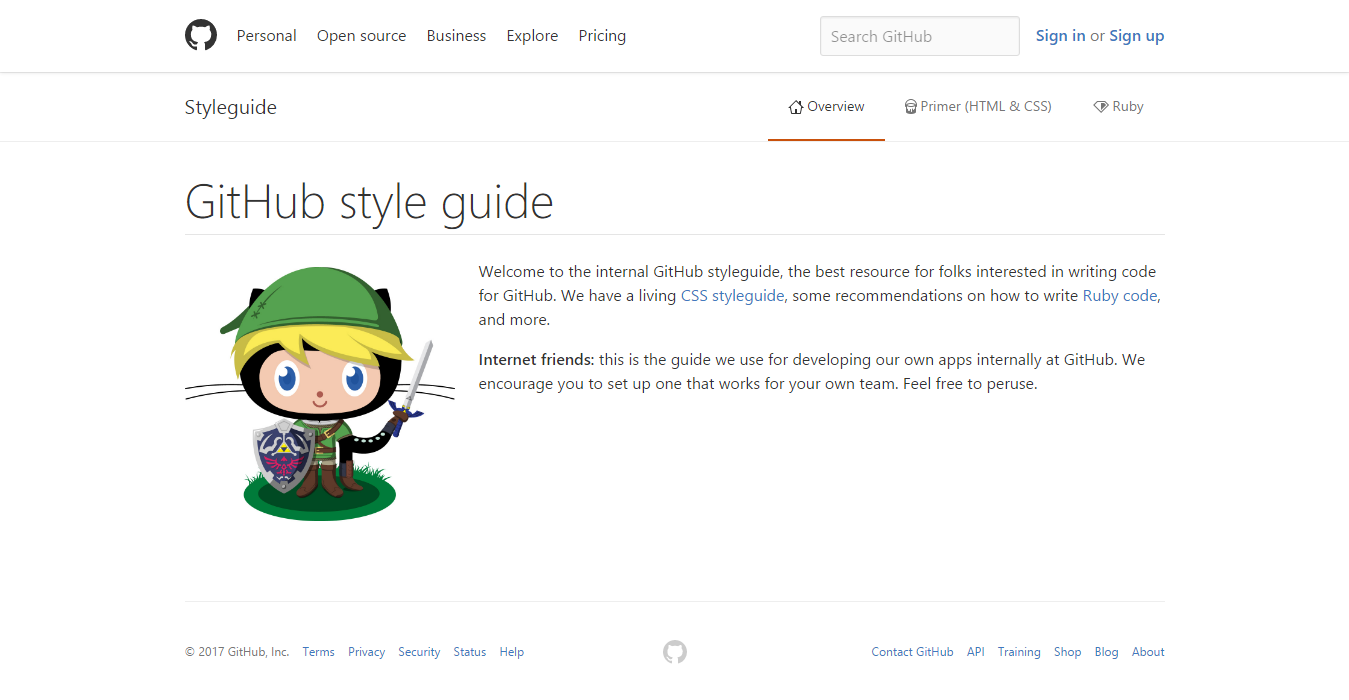 Personal Open source Business Explore Pricing Search GitHub Sign in or Sign up
Styleguide Overview Primer (HTML & CSS) Ruby
GitHub style guide
Welcome to the internal GitHub styleguide, the best resource for folks interested in writing code
for GitHub. We have a living CSS styleguide, some recommendations on how to write Ruby code,
and more.
Internet friends: this is the guide we use for developing our own apps internally at GitHub. We
encourage you to set up one that works for your own team. Feel free to peruse.
© 2017 GitHub, Inc. Terms Privacy Security Status Help Contact GitHub API Training Shop Blog About